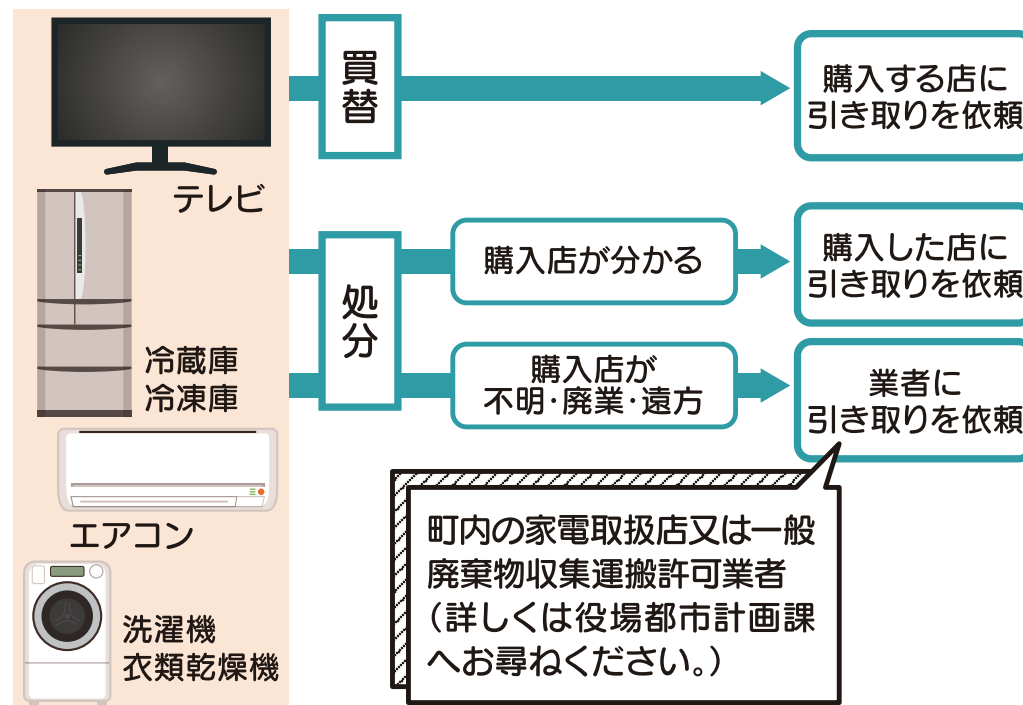 テレビ
冷蔵庫
冷凍庫
エアコン
洗濯機
衣類乾燥機
買替
購入する店に
引き取りを依頼
処分
購入店が分かる
購入した店に
引き取りを依頼
購入店が
不明・廃業・遠方
業者に
引き取りを依頼
町内の家電取扱店又は一般
廃棄物収集運搬許可業者
(詳しくは役場都市計画課
へお尋ねください。)